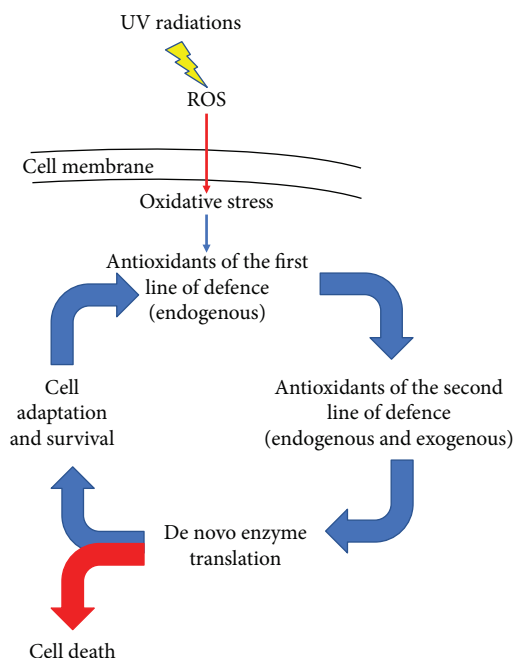 UV radiations
ROS
Cell membrane
Oxidative stress
Antioxidants of the first
line of defence
(endogenous)
Cell
adaptation
and survival
Antioxidants of the second
line of defence
(endogenous and exogenous)
De novo enzyme
translation
Cell death